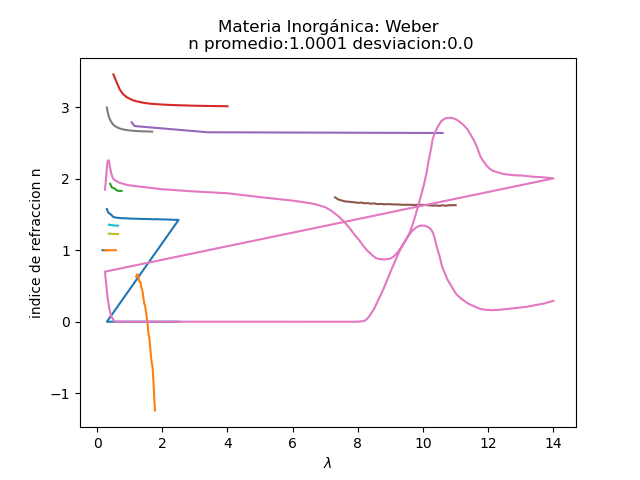 Materia Inorgánica: Weber
n promedio:1.0001 desviacion:0.0
indice de refraccion n
3
2
1
0
−1
0 2 4 6 8 10 12 14
λ